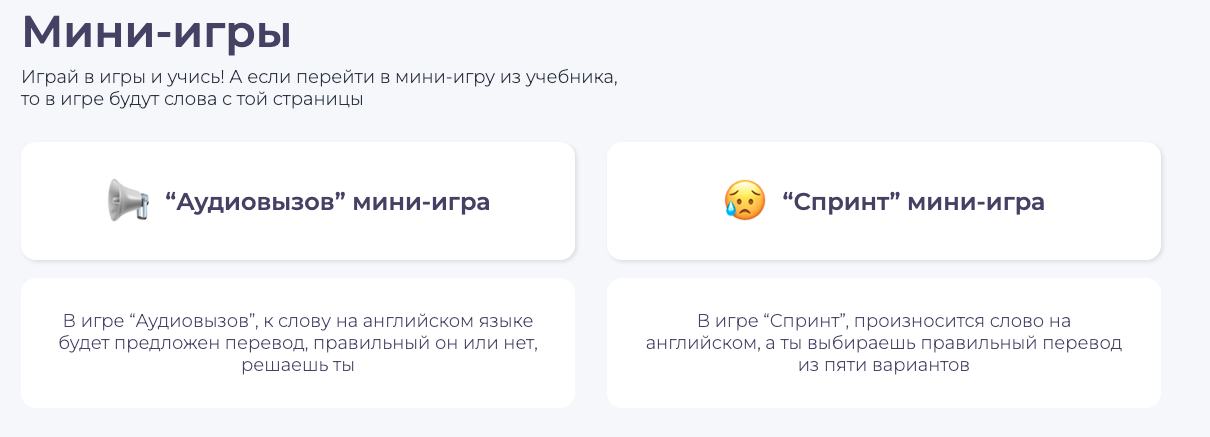 Мини-игры
Играй в игры и учись! А если перейти в мини-игру из учебника,
то в игре будут слова с той страницы
“Аудиовызов” мини-игра
“Спринт” мини-игра
В игре “Аудиовызов”, к слову на английском языке
будет предложен перевод, правильный он или нет,
решаешь ты
В игре “Спринт”, произносится слово на
английском, а ты выбираешь правильный перевод
из пяти вариантов